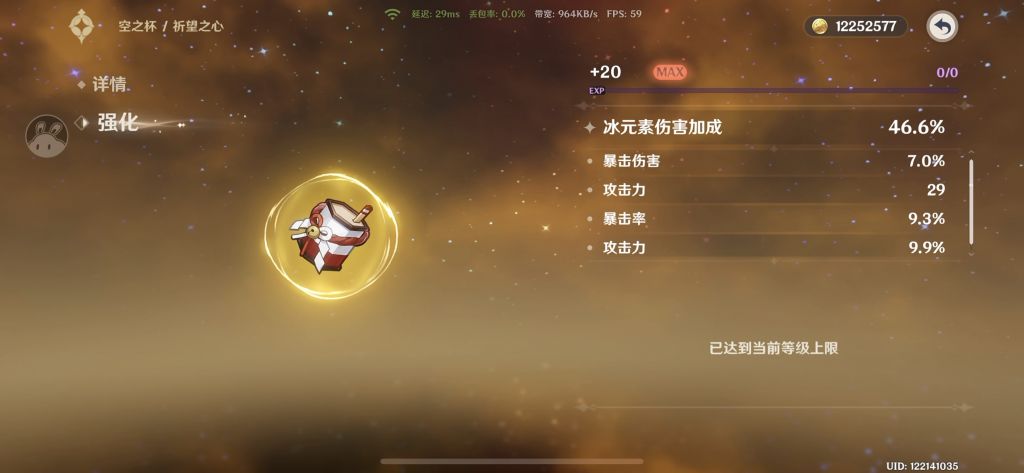 延迟: 29ms 丢包率: 0.0% 带宽: 964KB/s FPS: 59
空之杯 / 祈望之心
12252577
详情
强化
+20 MAX 0/0
EXP
冰元素伤害加成 46.6%
暴击伤害 7.0%
攻击力 29
暴击率 9.3%
攻击力 9.9%
已达到当前等级上限
UID: 122141035